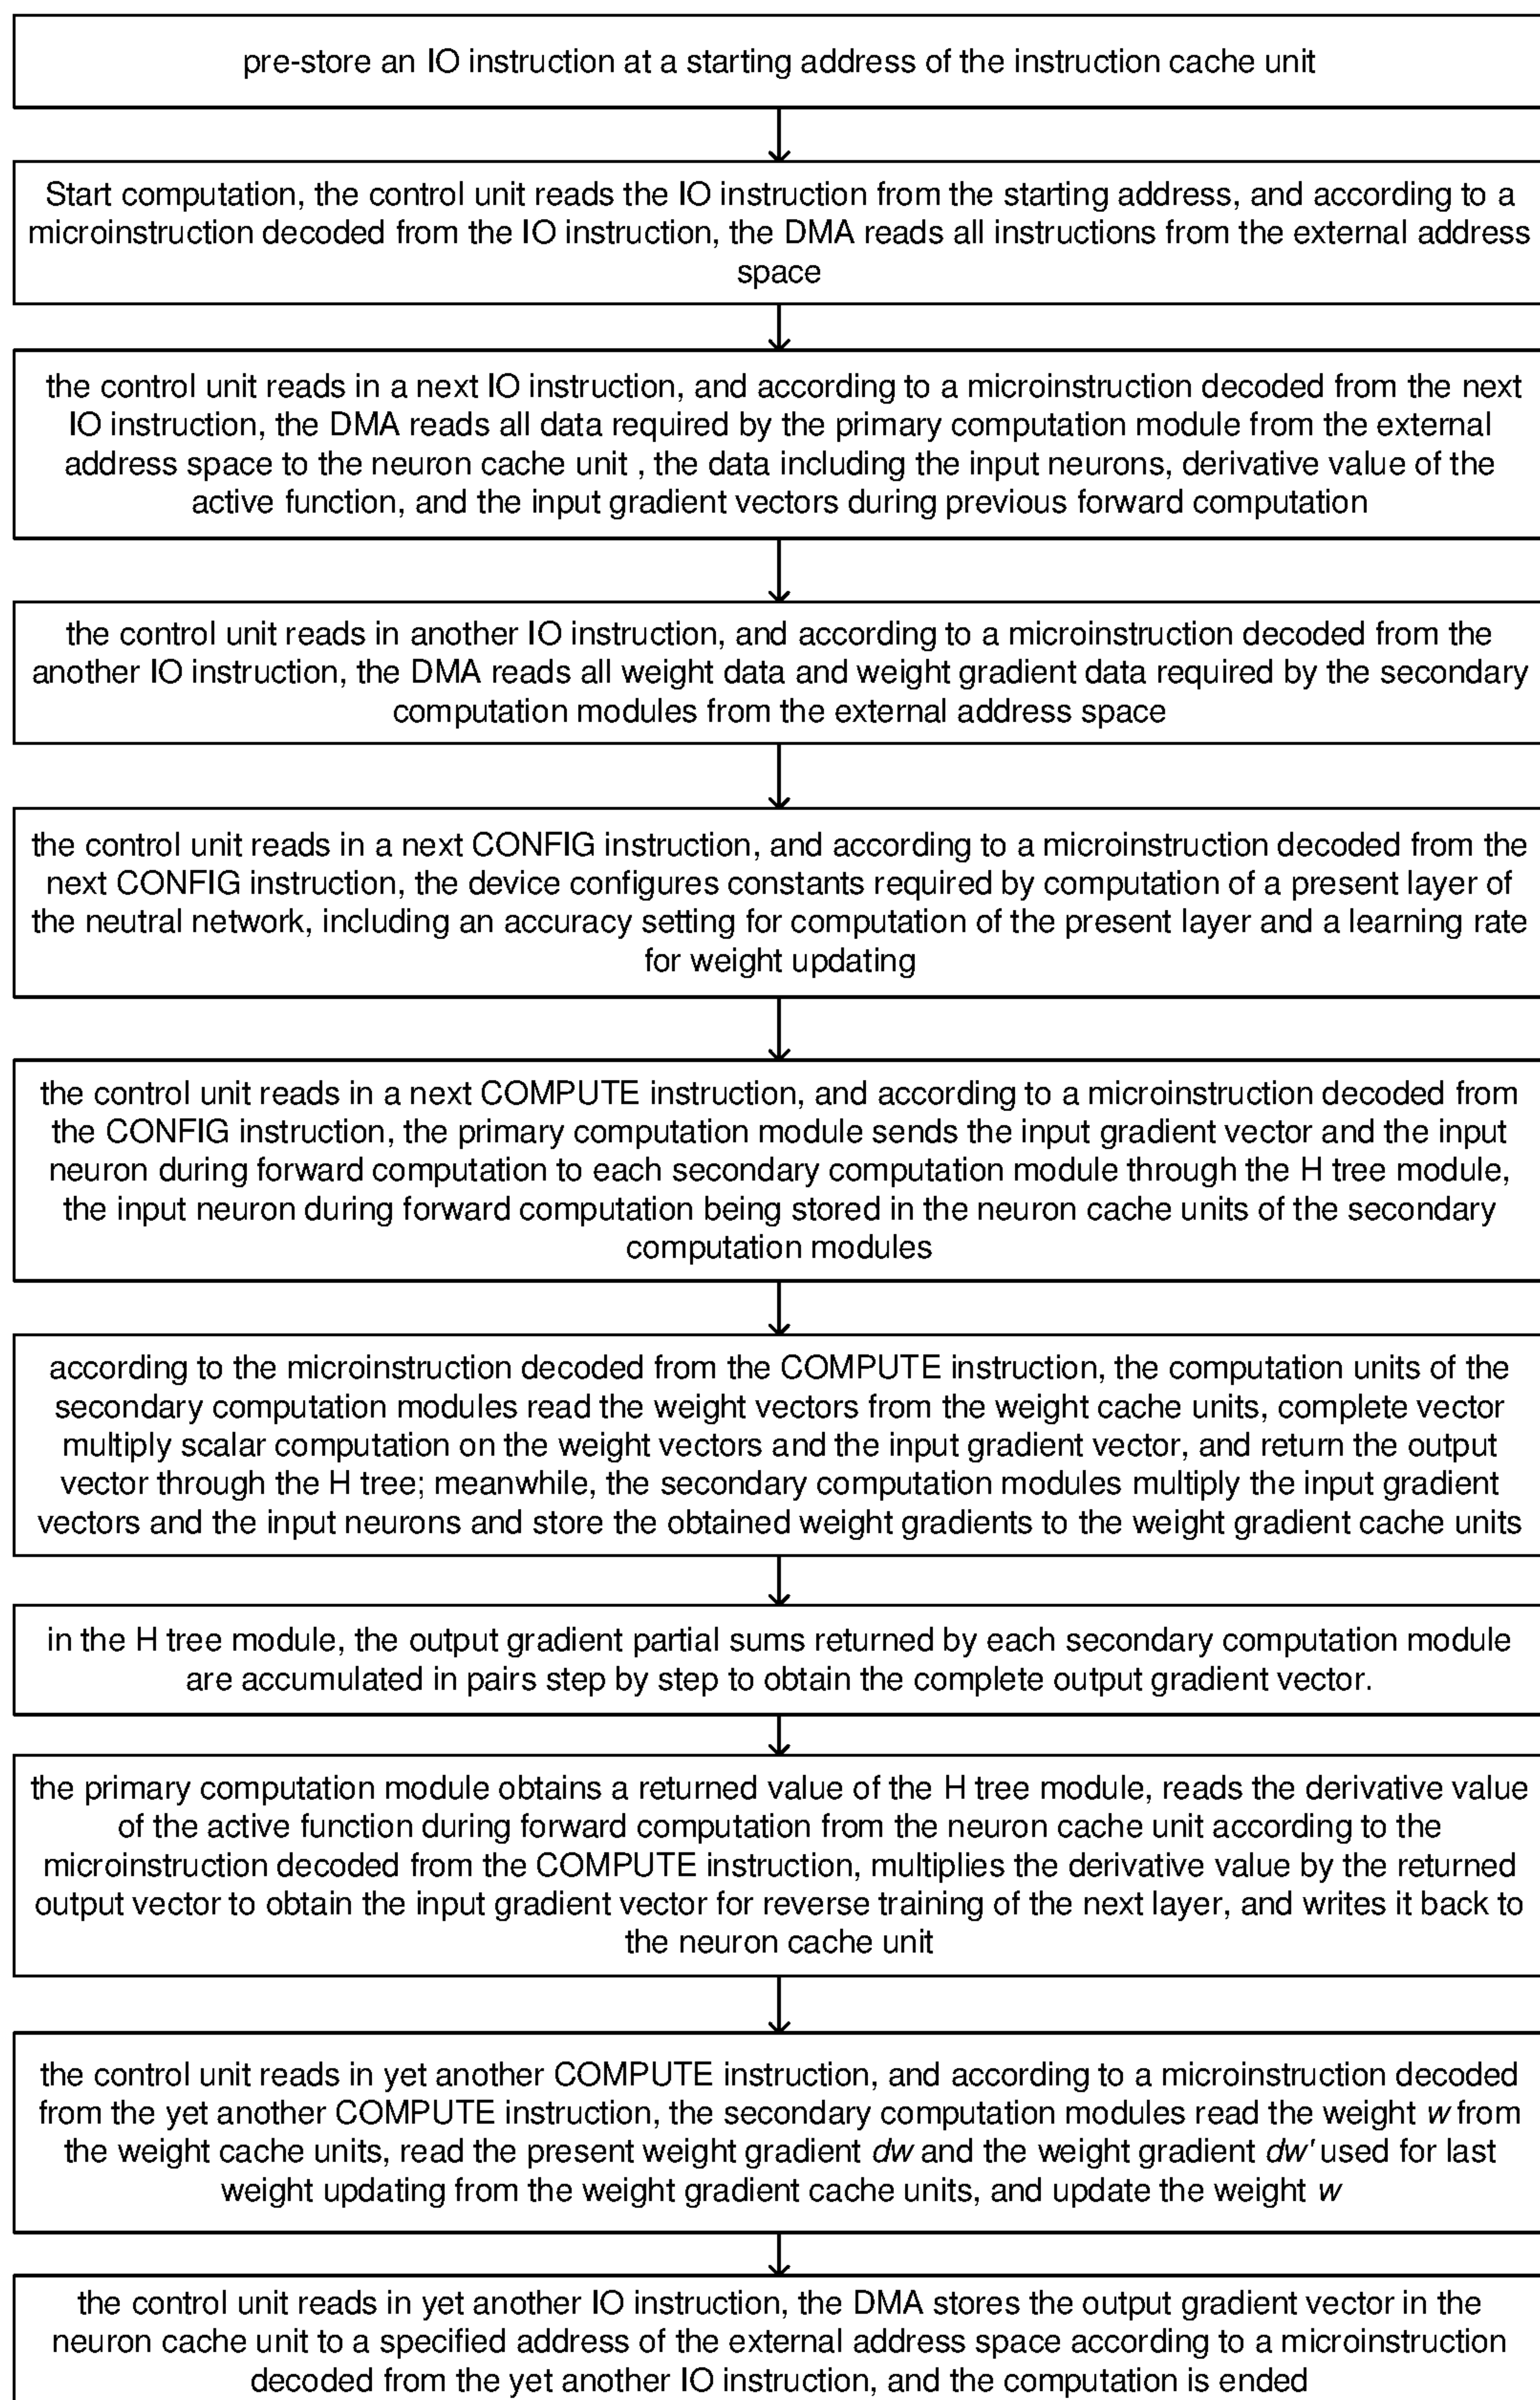 pre-store an IO instruction at a starting address of the instruction cache unit
Start computation, the control unit reads the IO instruction from the starting address, and according to a
microinstruction decoded from the IO instruction, the DMA reads all instructions from the external address
space
the control unit reads in a next IO instruction, and according to a microinstruction decoded from the next
IO instruction, the DMA reads all data required by the primary computation module from the external
address space to the neuron cache unit , the data including the input neurons, derivative value of the
active function, and the input gradient vectors during previous forward computation
the control unit reads in another IO instruction, and according to a microinstruction decoded from the
another IO instruction, the DMA reads all weight data and weight gradient data required by the secondary
computation modules from the external address space
the control unit reads in a next CONFIG instruction, and according to a microinstruction decoded from the
next CONFIG instruction, the device configures constants required by computation of a present layer of
the neutral network, including an accuracy setting for computation of the present layer and a learning rate
for weight updating
the control unit reads in a next COMPUTE instruction, and according to a microinstruction decoded from
the CONFIG instruction, the primary computation module sends the input gradient vector and the input
neuron during forward computation to each secondary computation module through the H tree module,
the input neuron during forward computation being stored in the neuron cache units of the secondary
computation modules
according to the microinstruction decoded from the COMPUTE instruction, the computation units of the
secondary computation modules read the weight vectors from the weight cache units, complete vector
multiply scalar computation on the weight vectors and the input gradient vector, and return the output
vector through the H tree; meanwhile, the secondary computation modules multiply the input gradient
vectors and the input neurons and store the obtained weight gradients to the weight gradient cache units
in the H tree module, the output gradient partial sums returned by each secondary computation module
are accumulated in pairs step by step to obtain the complete output gradient vector.
the primary computation module obtains a returned value of the H tree module, reads the derivative value
of the active function during forward computation from the neuron cache unit according to the
microinstruction decoded from the COMPUTE instruction, multiplies the derivative value by the returned
output vector to obtain the input gradient vector for reverse training of the next layer, and writes it back to
the neuron cache unit
the control unit reads in yet another COMPUTE instruction, and according to a microinstruction decoded
from the yet another COMPUTE instruction, the secondary computation modules read the weight w from
the weight cache units, read the present weight gradient dw and the weight gradient dw' used for last
weight updating from the weight gradient cache units, and update the weight w
the control unit reads in yet another IO instruction, the DMA stores the output gradient vector in the
neuron cache unit to a specified address of the external address space according to a microinstruction
decoded from the yet another IO instruction, and the computation is ended